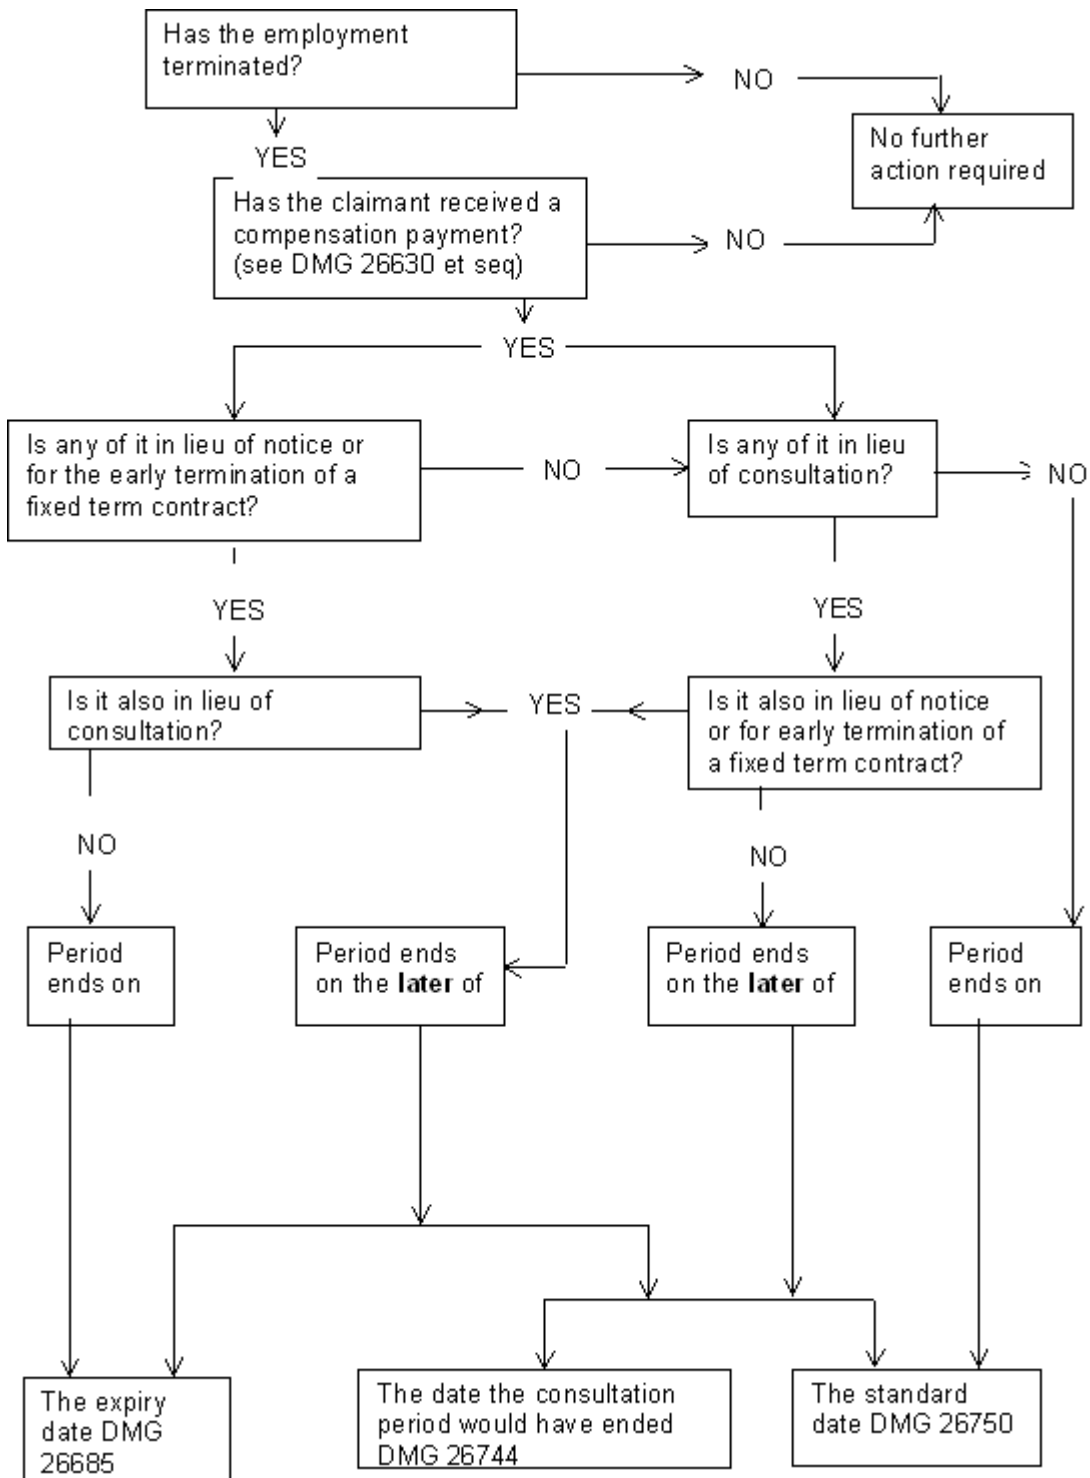 Has the employment
terminated?
NO
No further
action required
YES
Has the claimant received a
compensation payment?
(see DMG 26630 et seq)
NO
YES
Is any of it in lieu of notice or
for the early termination of a
fixed term contract?
NO
Is any of it in lieu
of consultation?
NO
YES
YES
Is it also in lieu of
consultation?
YES
Is it also in lieu of notice
or for early termination of
a fixed term contract?
NO
NO
Period
ends on
Period ends
on the later of
Period ends
on the later of
Period
ends on
The expiry
date DMG
26685
The date the consultation
period would have ended
DMG 26744
The standard
date DMG 26750